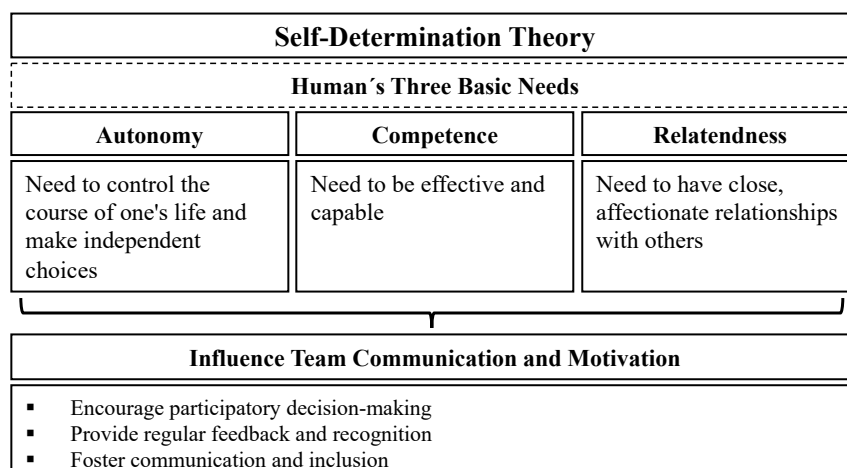 Self-Determination Theory
Human´s Three Basic Needs
Autonomy
Competence
Relatendness
Need to control the
course of one's life and
make independent
choices
Need to be effective and
capable
Need to have close,
affectionate relationships
with others
Influence Team Communication and Motivation
▪ Encourage participatory decision-making
▪ Provide regular feedback and recognition
▪ Foster communication and inclusion